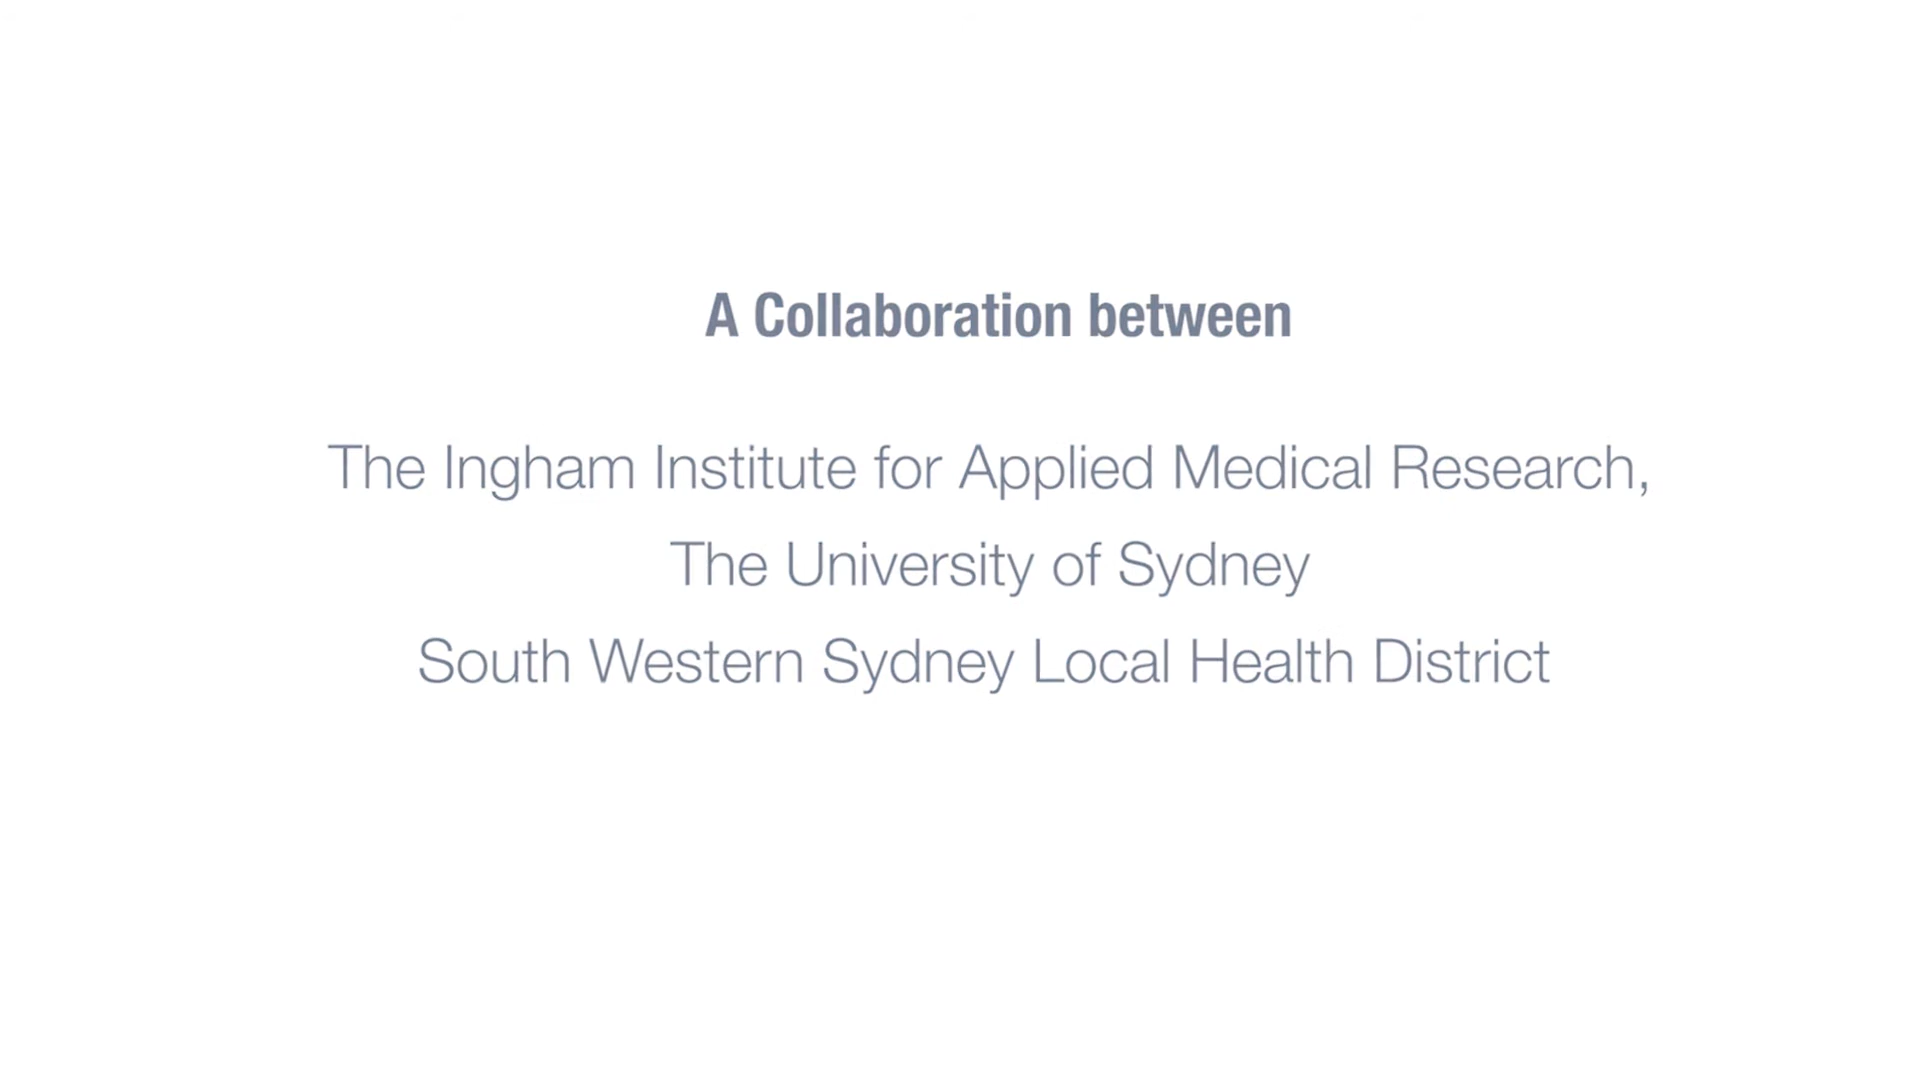 A Collaboration between
The Ingham Institute for Applied Medical Research,
The University of Sydney
South Western Sydney Local Health District